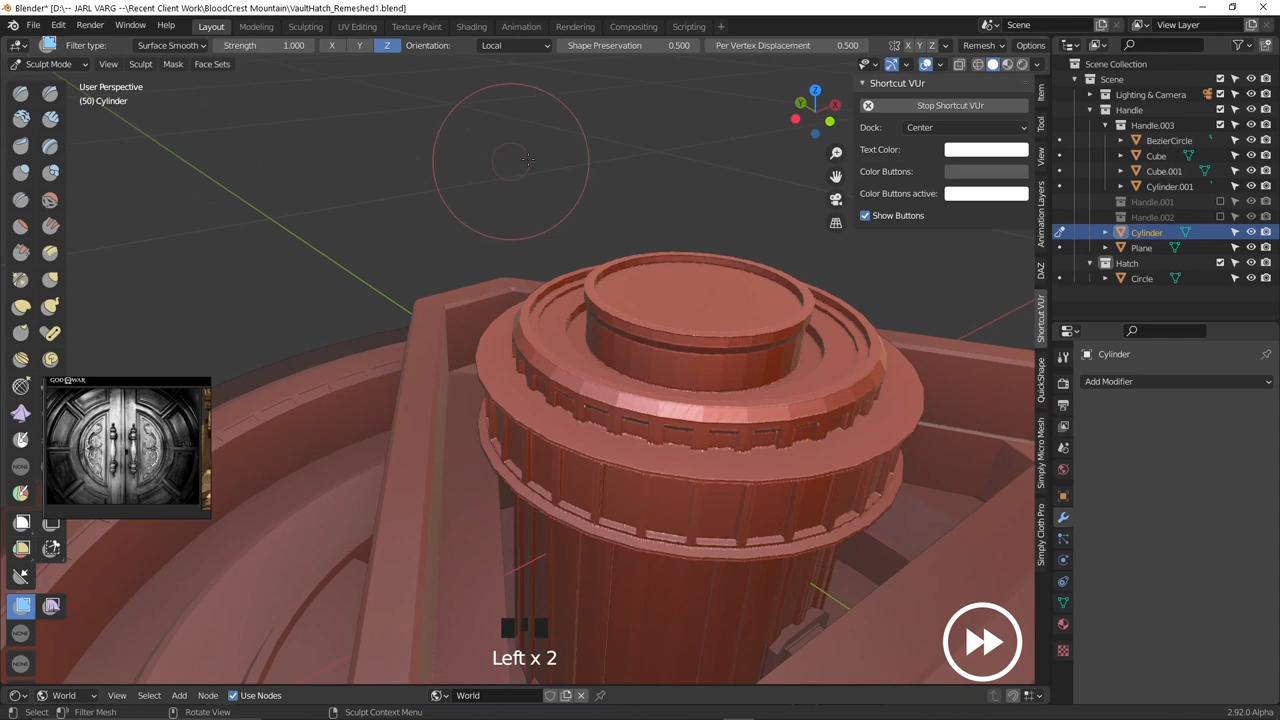 Blender* [D:\-- JARL VARG --\Recent Client Work\BloodCrest Mountain\VaultHatch_Remeshed1.blend]
File Edit Render Window Help Layout Modeling Sculpting UV Editing Texture Paint Shading Animation Rendering Compositing Scripting Scene View Layer
Filter type: Surface Smooth Strength 1.000 X Y Z Orientation: Local Shape Preservation 0.500 Per Vertex Displacement 0.500 X Y Z Remesh Options
Sculpt Mode View Sculpt Mask Face Sets
User Perspective
(50) Cylinder
Shortcut VUr
Stop Shortcut VUr
Dock: Center
Text Color:
Color Buttons:
Color Buttons active:
Show Buttons
Item
Tool
View
Animation Layers
DAZ
Shortcut VUr
QuickShape
Simply Micro Mesh
Simply Cloth Pro
Z
Y
X
Scene Collection
Scene
Lighting & Camera
Handle
Handle.003
BezierCircle
Cube
Cube.001
Cylinder.001
Handle.001
Handle.002
Cylinder
Plane
Hatch
Circle
Cylinder
Add Modifier
GOD WAR
NONE
NONE
NONE
Left x 2
World View Select Add Node Use Nodes World
Select Filter Mesh Rotate View Sculpt Context Menu 2.92.0 Alpha